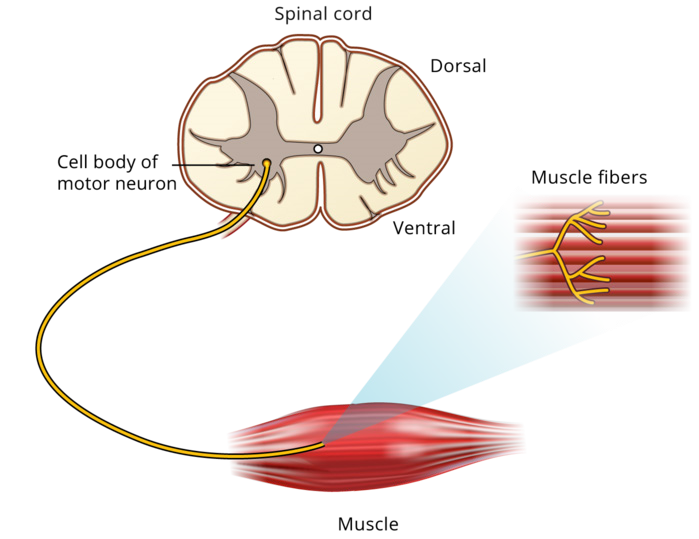 Spinal cord
Dorsal
Cell body of
motor neuron
Muscle fibers
Ventral
Muscle